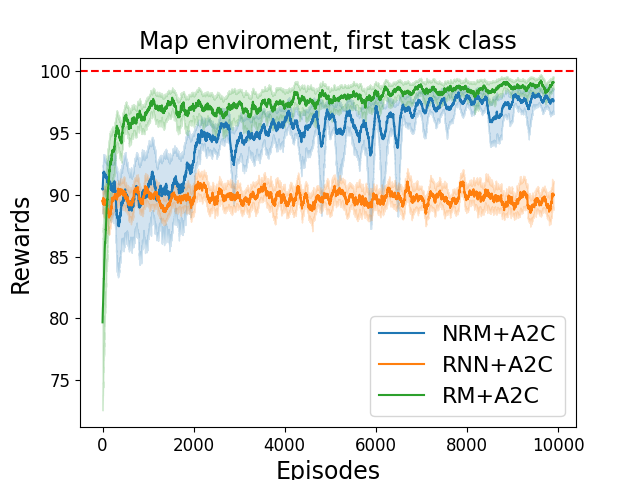 Map enviroment, first task class
100
95
90
85
80
75
Rewards
0
2000
4000
6000
8000
10000
Episodes
NRM+A2C
RNN+A2C
RM+A2C